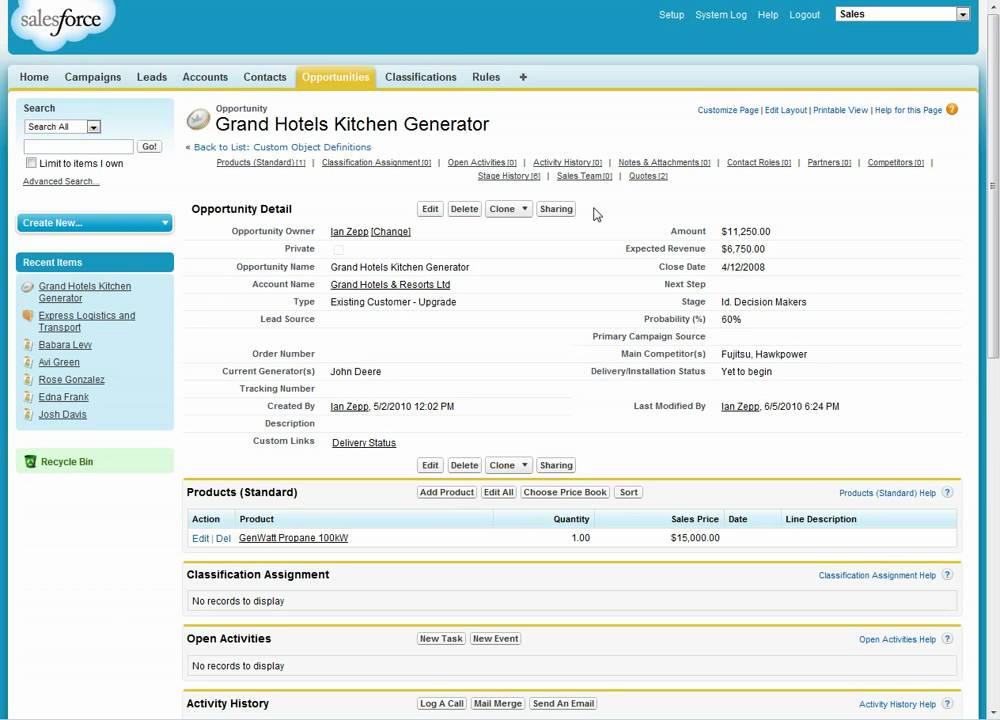 salesforce
Setup System Log Help Logout Sales
Home Campaigns Leads Accounts Contacts Opportunities Classifications Rules +
Search
Search All
Go!
Limit to items I own
Advanced Search...
Create New...
Recent Items
Grand Hotels Kitchen
Generator
Express Logistics and
Transport
Babara Levy
Avi Green
Rose Gonzalez
Edna Frank
Josh Davis
Recycle Bin
Opportunity
Grand Hotels Kitchen Generator
Customize Page | Edit Layout | Printable View | Help for this Page ?
« Back to List: Custom Object Definitions
Products (Standard) [1] | Classification Assignment [0] | Open Activities [0] | Activity History [0] | Notes & Attachments [0] | Contact Roles [0] | Partners [0] | Competitors [0] |
Stage History [6] | Sales Team [0] | Quotes [2]
Opportunity Detail Edit Delete Clone Sharing
Opportunity Owner Ian Zepp [Change] Amount $11,250.00
Private Expected Revenue $6,750.00
Opportunity Name Grand Hotels Kitchen Generator Close Date 4/12/2008
Account Name Grand Hotels & Resorts Ltd Next Step
Type Existing Customer - Upgrade Stage Id. Decision Makers
Lead Source Probability (%) 60%
Primary Campaign Source
Order Number Main Competitor(s) Fujitsu, Hawkpower
Current Generator(s) John Deere Delivery/Installation Status Yet to begin
Tracking Number
Created By Ian Zepp, 5/2/2010 12:02 PM Last Modified By Ian Zepp, 6/5/2010 6:24 PM
Description
Custom Links Delivery Status
Edit Delete Clone Sharing
Products (Standard) Add Product Edit All Choose Price Book Sort Products (Standard) Help ?
Action Product Quantity Sales Price Date Line Description
Edit | Del GenWatt Propane 100kW 1.00 $15,000.00
Classification Assignment Classification Assignment Help ?
No records to display
Open Activities New Task New Event Open Activities Help ?
No records to display
Activity History Log A Call Mail Merge Send An Email Activity History Help ?